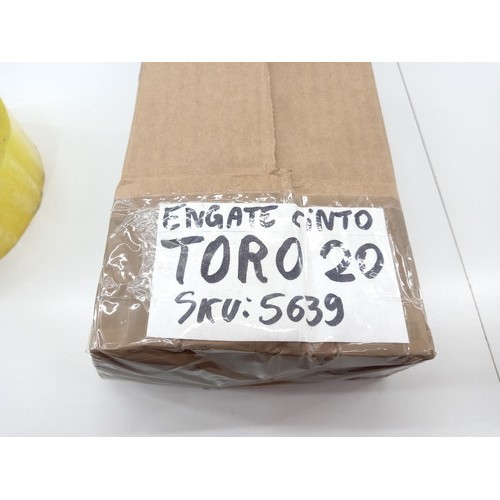 ENGATE CiNTO
TORO 20
SKU: 5639